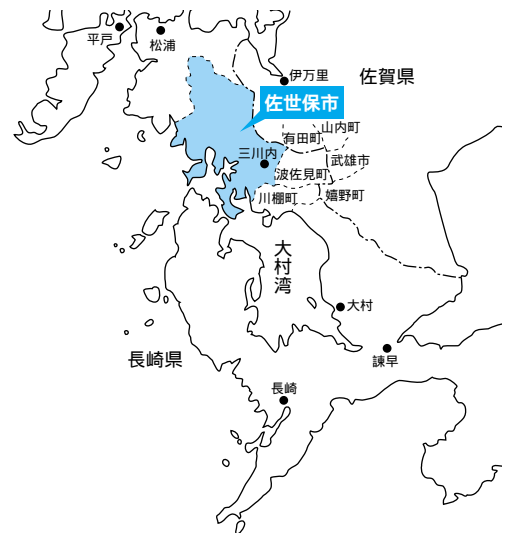 平戸
松浦
伊万里
佐賀県
佐世保市
山内町
有田町
三川内
武雄市
波佐見町
川棚町
嬉野町
大村湾
大村
長崎県
諫早
長崎